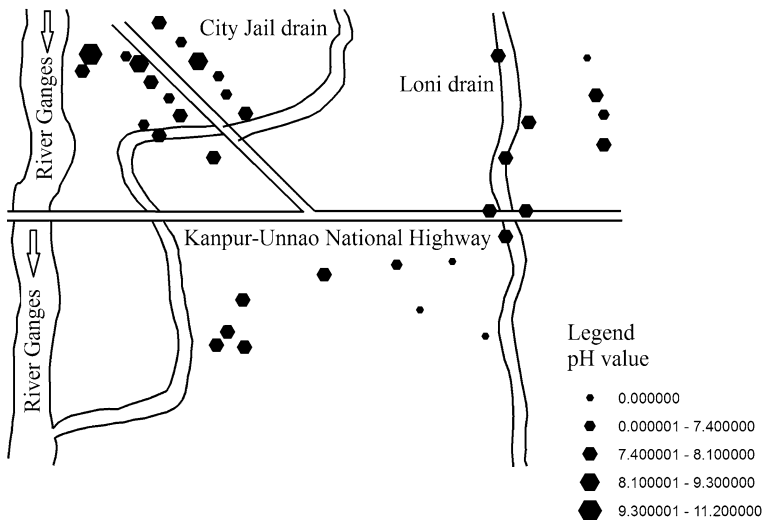 City Jail drain
River Ganges
Loni drain
Kanpur-Unnao National Highway
River Ganges
Legend
pH value
0.000000
0.000001 - 7.400000
7.400001 - 8.100000
8.100001 - 9.300000
9.300001 - 11.200000